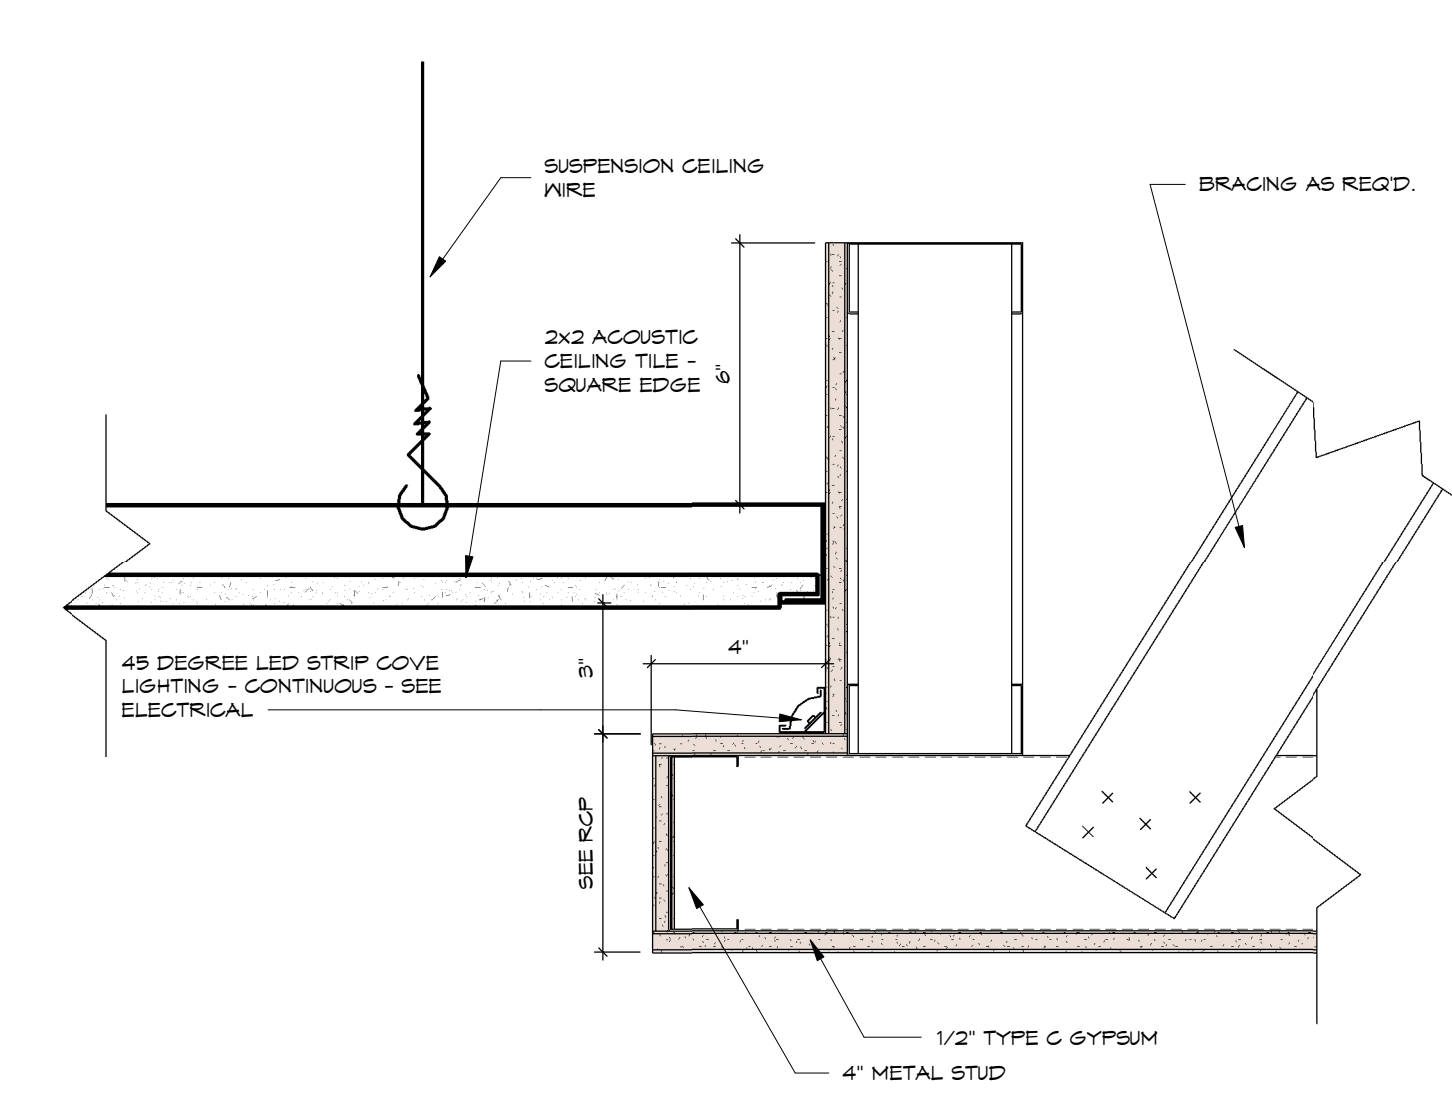 SUSPENSION CEILING
WIRE
BRACING AS REQ'D.
2x2 ACOUSTIC
CEILING TILE -
SQUARE EDGE
6"
4"
3"
45 DEGREE LED STRIP COVE
LIGHTING - CONTINUOUS - SEE
ELECTRICAL
SEE RCP
1/2" TYPE C GYPSUM
4" METAL STUD